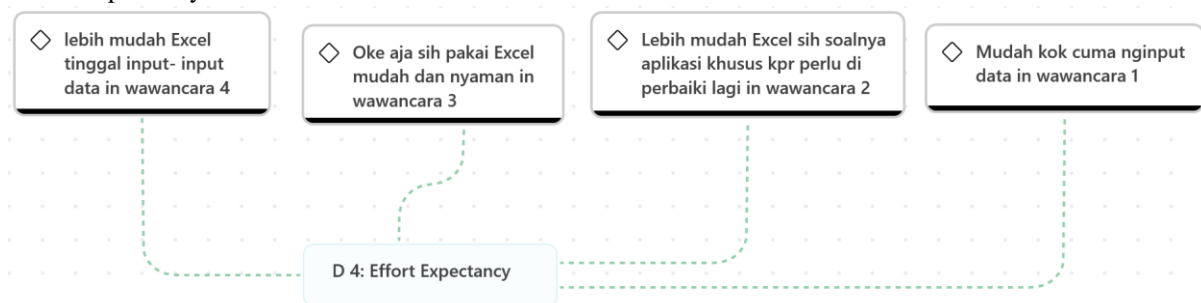 lebih mudah Excel
tinggal input- input
data in wawancara 4
Oke aja sih pakai Excel
mudah dan nyaman in
wawancara 3
Lebih mudah Excel sih soalnya
aplikasi khusus kpr perlu di
perbaiki lagi in wawancara 2
Mudah kok cuma nginput
data in wawancara 1
D 4: Effort Expectancy